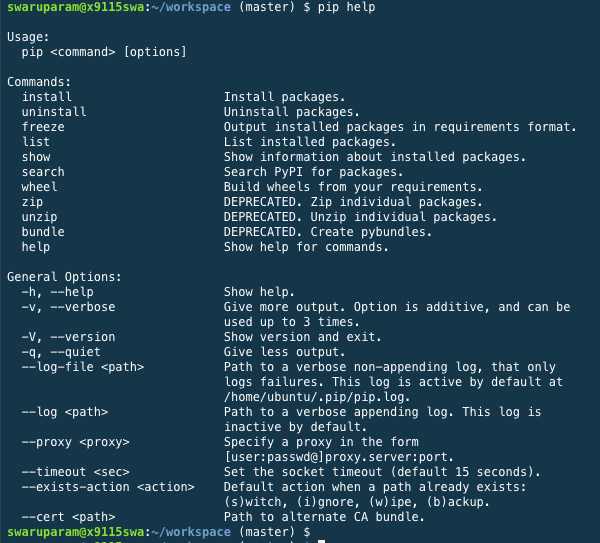 swaruparam@x9115swa:~/workspace (master) $ pip help
Usage:
pip <command> [options]
Commands:
install Install packages.
uninstall Uninstall packages.
freeze Output installed packages in requirements format.
list List installed packages.
show Show information about installed packages.
search Search PyPI for packages.
wheel Build wheels from your requirements.
zip DEPRECATED. Zip individual packages.
unzip DEPRECATED. Unzip individual packages.
bundle DEPRECATED. Create pybundles.
help Show help for commands.
General Options:
-h, --help Show help.
-v, --verbose Give more output. Option is additive, and can be
used up to 3 times.
-V, --version Show version and exit.
-q, --quiet Give less output.
--log-file <path> Path to a verbose non-appending log, that only
logs failures. This log is active by default at
/home/ubuntu/.pip/pip.log.
--log <path> Path to a verbose appending log. This log is
inactive by default.
--proxy <proxy> Specify a proxy in the form
[user:passwd@]proxy.server:port.
--timeout <sec> Set the socket timeout (default 15 seconds).
--exists-action <action> Default action when a path already exists:
(s)witch, (i)gnore, (w)ipe, (b)ackup.
--cert <path> Path to alternate CA bundle.
swaruparam@x9115swa:~/workspace (master) $
swaruparam@x9115swa:~/workspace (master) $